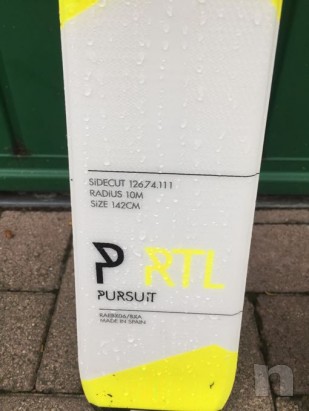 SIDECUT 126.74.111
RADIUS 10M
SIZE 142CM
P RTL
PURSUIT
MADE IN SPAIN
n